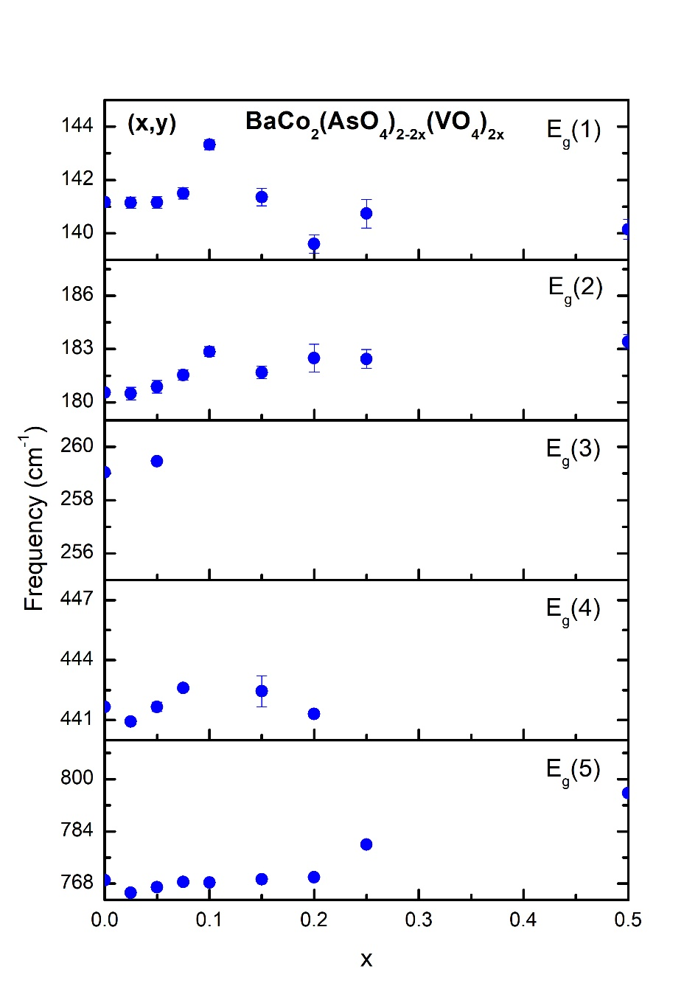 (x,y) BaCo2(AsO4)2-2x(VO4)2x Eg(1)
144
142
140
Eg(2)
186
183
180
Eg(3)
260
258
256
Eg(4)
447
444
441
Eg(5)
800
784
768
0.0 0.1 0.2 0.3 0.4 0.5
x
Frequency (cm-1)